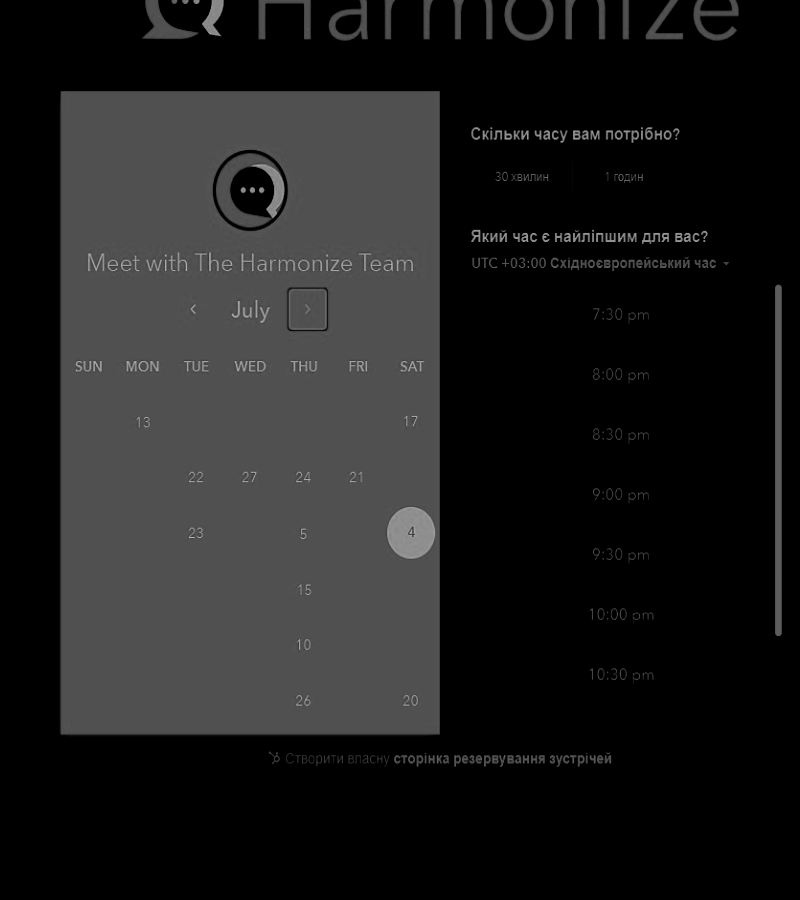 Harmonize
Meet with The Harmonize Team
July
SUN MON TUE WED THU FRI SAT
13 17
22 27 24 21
23 5 4
15
10
26 20
Скільки часу вам потрібно?
30 хвилин 1 годин
Який час є найліпшим для вас?
UTC +03:00 Східноєвропейський час
7:30 pm
8:00 pm
8:30 pm
9:00 pm
9:30 pm
10:00 pm
10:30 pm
Створити власну сторінка резервування зустрічей